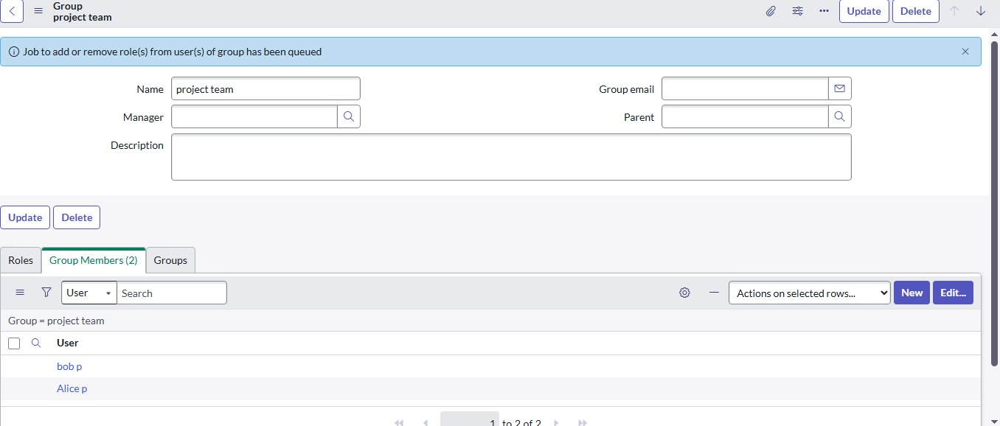 Group
project team
Update
Delete
Job to add or remove role(s) from user(s) of group has been queued
Name
project team
Group email
Manager
Parent
Description
Update
Delete
Roles
Group Members (2)
Groups
User
Search
Actions on selected rows...
New
Edit...
Group = project team
User
bob p
Alice p
1 to 2 of 2